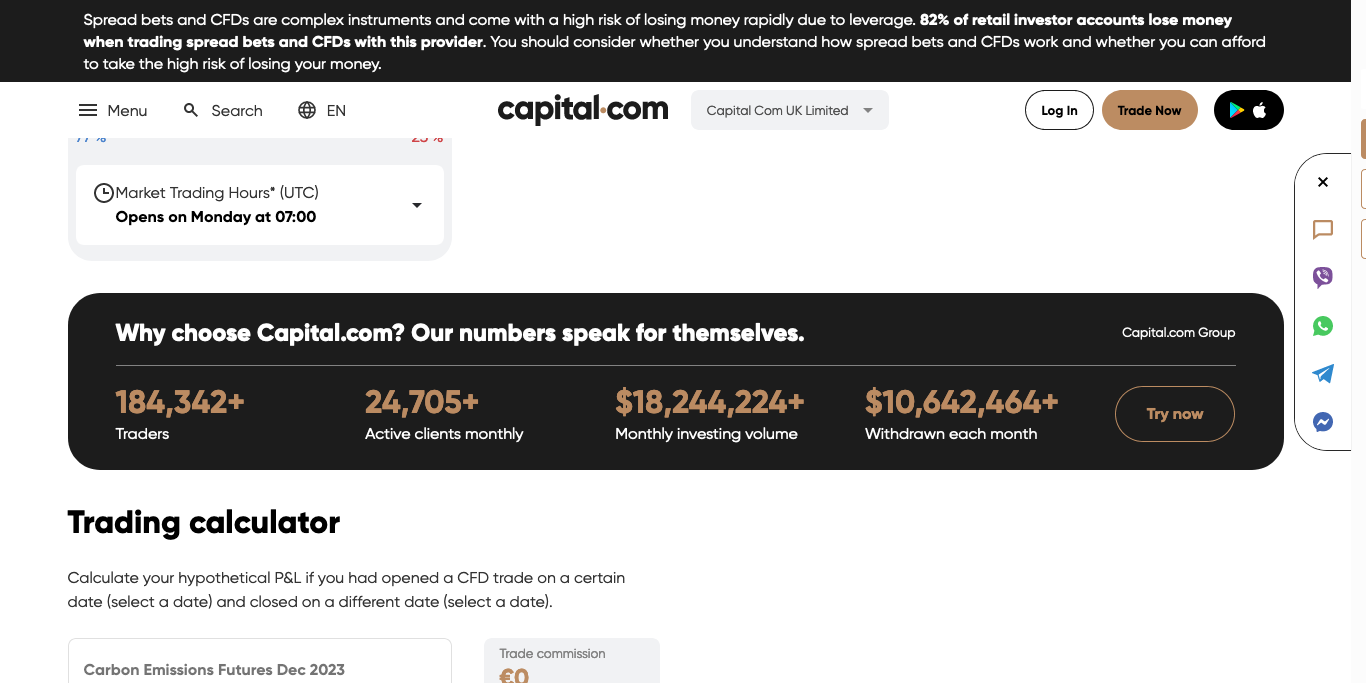 Spread bets and CFDs are complex instruments and come with a high risk of losing money rapidly due to leverage. 82% of retail investor accounts lose money
when trading spread bets and CFDs with this provider. You should consider whether you understand how spread bets and CFDs work and whether you can afford
to take the high risk of losing your money.
Menu Search EN capital.com Capital Com UK Limited Log In Trade Now
Market Trading Hours* (UTC)
Opens on Monday at 07:00
Why choose Capital.com? Our numbers speak for themselves. Capital.com Group
184,342+ 24,705+ $18,244,224+ $10,642,464+
Try now
Traders Active clients monthly Monthly investing volume Withdrawn each month
Trading calculator
Calculate your hypothetical P&L if you had opened a CFD trade on a certain
date (select a date) and closed on a different date (select a date).
Trade commission
Carbon Emissions Futures Dec 2023
€0